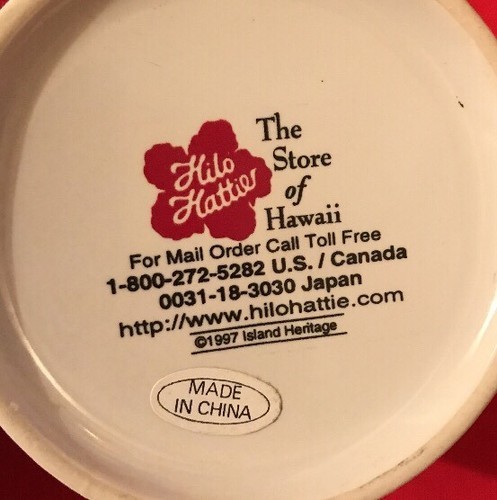 Hilo
Hattie
The
Store
of
Hawaii
For Mail Order Call Toll Free
1-800-272-5282 U.S. / Canada
0031-18-3030 Japan
http://www.hilohattie.com
©1997 Island Heritage
MADE
IN CHINA